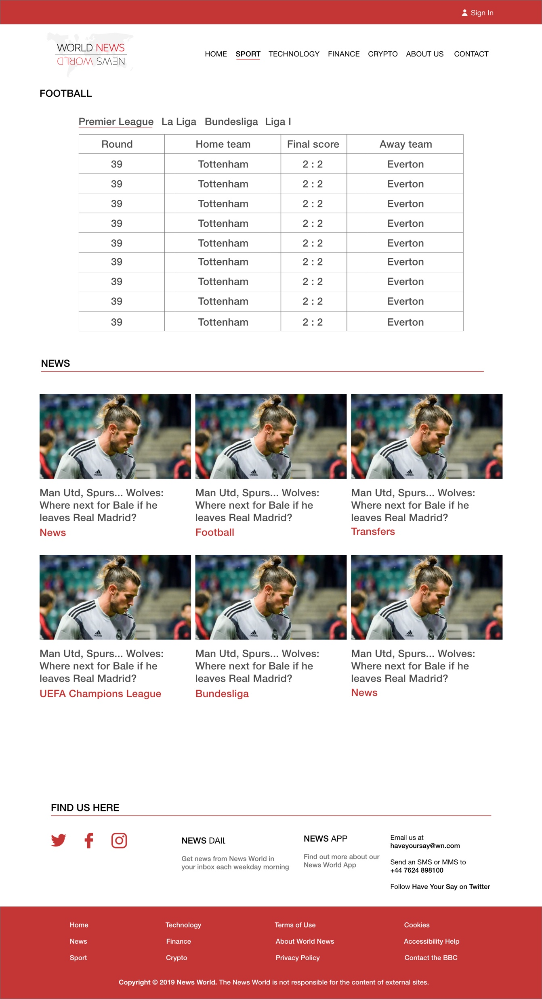 Sign In
WORLD NEWS
NEWS WORLD
HOME SPORT TECHNOLOGY FINANCE CRYPTO ABOUT US CONTACT
FOOTBALL
Premier League La Liga Bundesliga Liga I
Round Home team Final score Away team
39 Tottenham 2 : 2 Everton
39 Tottenham 2 : 2 Everton
39 Tottenham 2 : 2 Everton
39 Tottenham 2 : 2 Everton
39 Tottenham 2 : 2 Everton
39 Tottenham 2 : 2 Everton
39 Tottenham 2 : 2 Everton
39 Tottenham 2 : 2 Everton
39 Tottenham 2 : 2 Everton
NEWS
adidas
adidas
adidas
Man Utd, Spurs... Wolves:
Where next for Bale if he
leaves Real Madrid?
News
Man Utd, Spurs... Wolves:
Where next for Bale if he
leaves Real Madrid?
Football
Man Utd, Spurs... Wolves:
Where next for Bale if he
leaves Real Madrid?
Transfers
adidas
adidas
adidas
Man Utd, Spurs... Wolves:
Where next for Bale if he
leaves Real Madrid?
UEFA Champions League
Man Utd, Spurs... Wolves:
Where next for Bale if he
leaves Real Madrid?
Bundesliga
Man Utd, Spurs... Wolves:
Where next for Bale if he
leaves Real Madrid?
News
FIND US HERE
NEWS DAIL
Get news from News World in
your inbox each weekday morning
NEWS APP
Find out more about our
News World App
Email us at
haveyoursay@wn.com
Send an SMS or MMS to
+44 7624 898100
Follow Have Your Say on Twitter
Home Technology Terms of Use Cookies
News Finance About World News Accessibility Help
Sport Crypto Privacy Policy Contact the BBC
Copyright © 2019 News World. The News World is not responsible for the content of external sites.